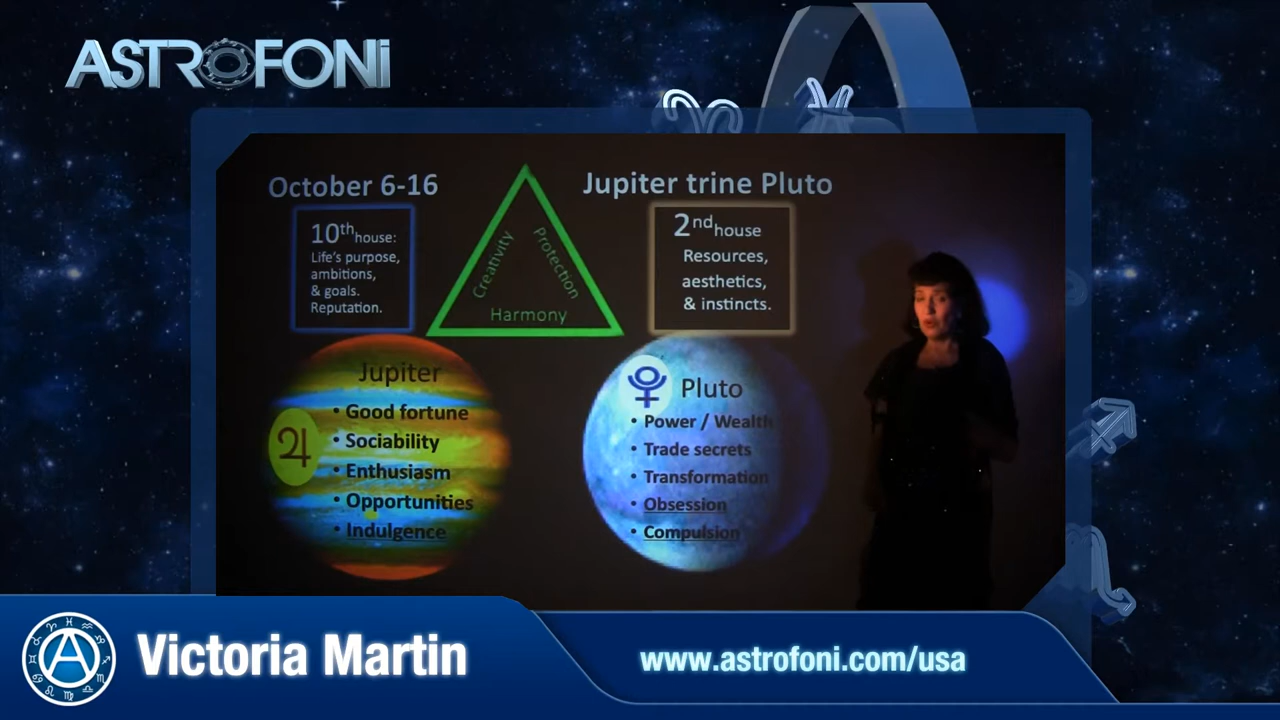 ASTROFONi
October 6-16
Jupiter trine Pluto
10th house:
Life's purpose,
ambitions,
& goals.
Reputation.
Creativity
Protection
Harmony
2nd house
Resources,
aesthetics,
& instincts.
Jupiter
• Good fortune
• Sociability
• Enthusiasm
• Opportunities
• Indulgence
Pluto
• Power / Wealth
• Trade secrets
• Transformation
• Obsession
• Compulsion
Victoria Martin
www.astrofoni.com/usa